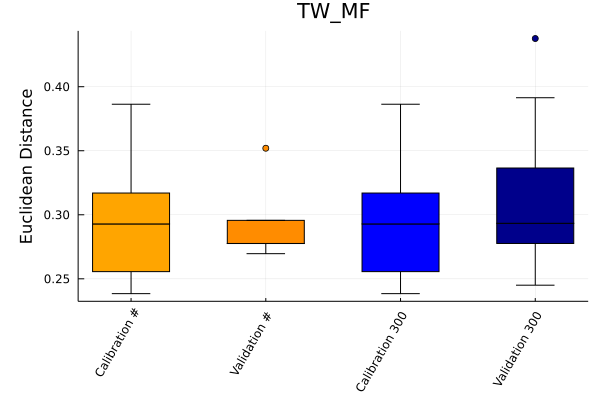 TW_MF
Euclidean Distance
0.40
0.35
0.30
0.25
Calibration #
Validation #
Calibration 300
Validation 300